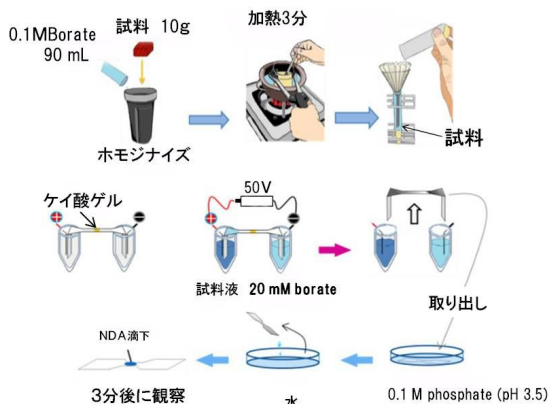 試料 10g
0.1MBorate
90 mL
ホモジナイズ
加熱3分
試料
ケイ酸ゲル
+
-
50V
+
-
試料液 20 mM borate
取り出し
NDA滴下
3分後に観察
水
0.1 M phosphate (pH 3.5)